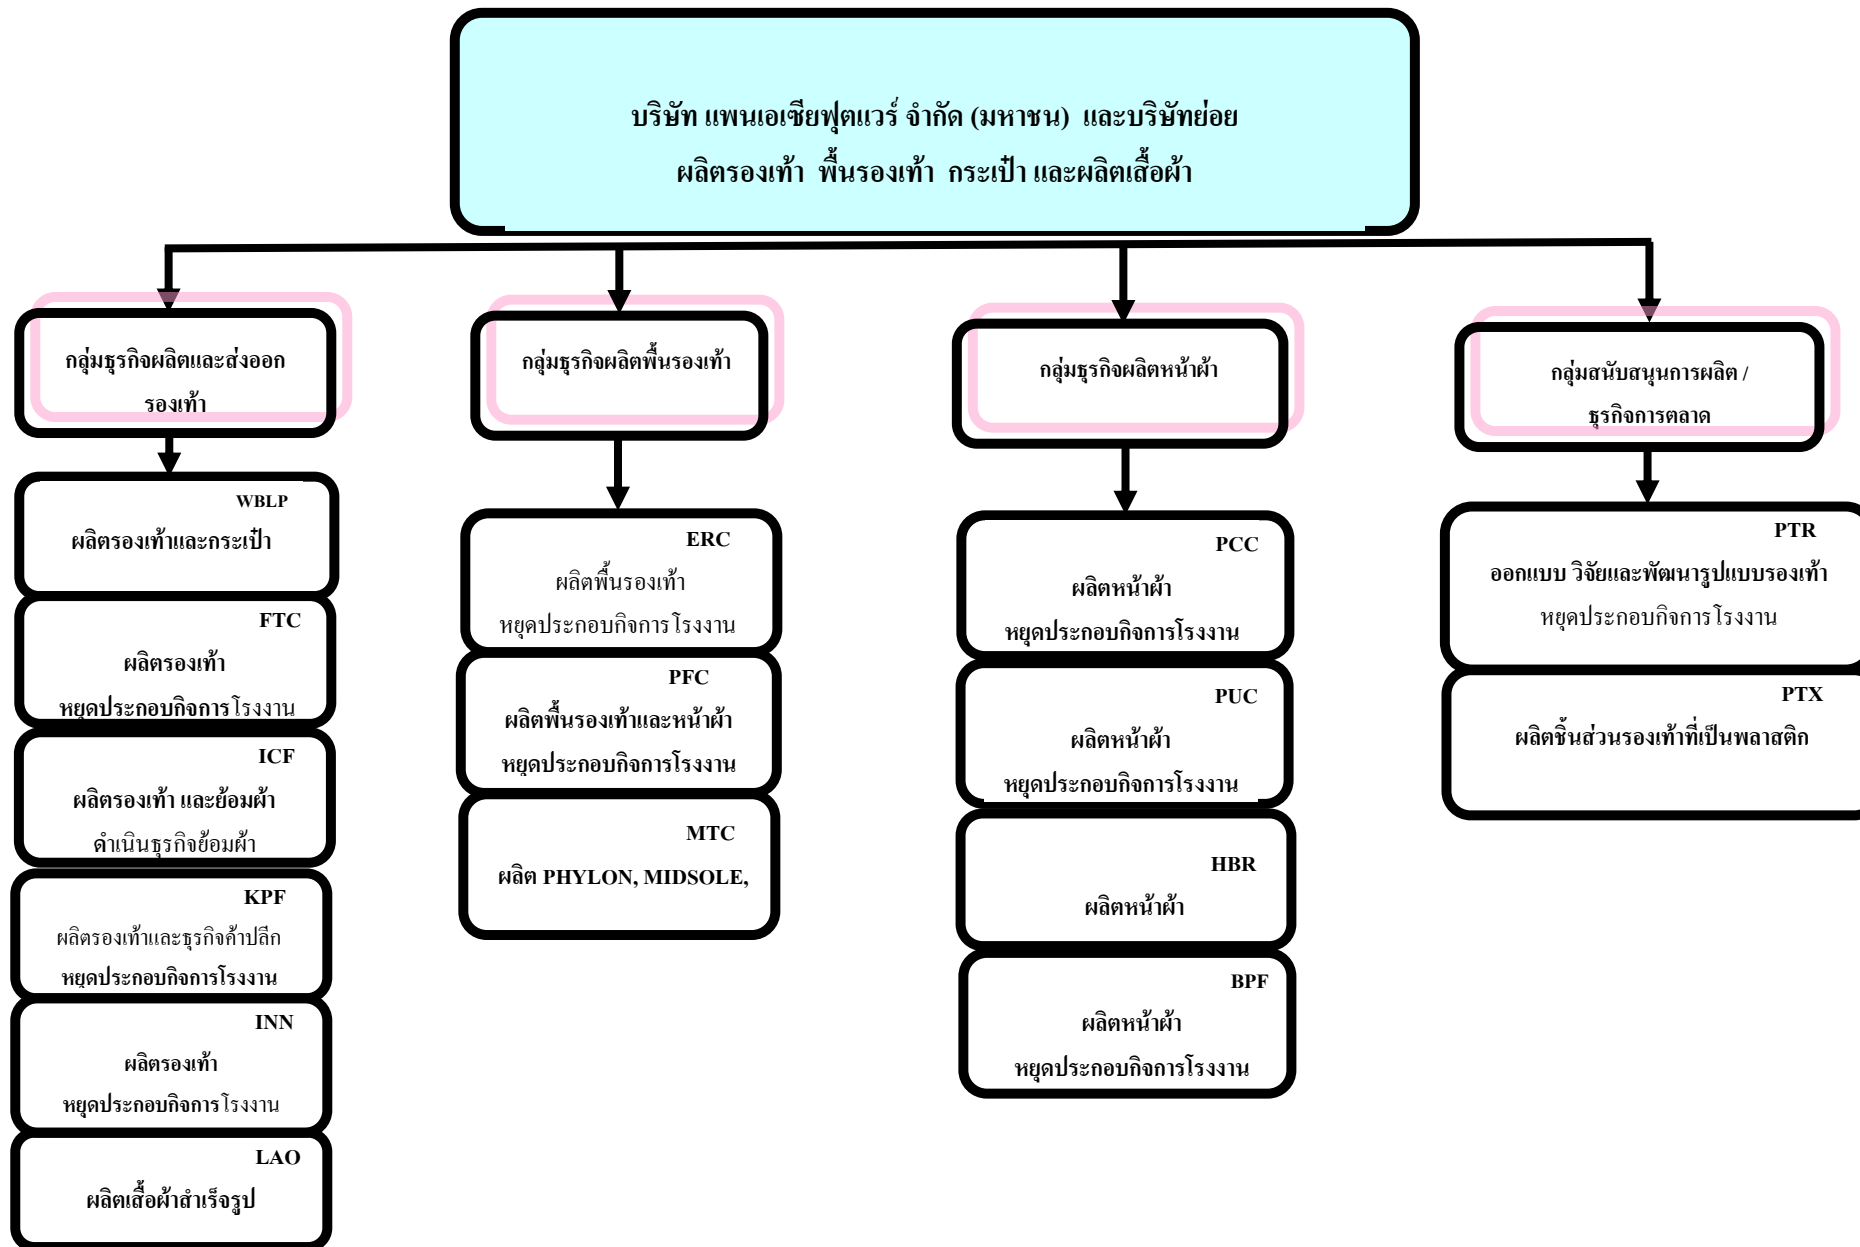 บริษัท แพนเอเซียฟุตแวร์ จำกัด (มหาชน) และบริษัทย่อย
ผลิตรองเท้า พื้นรองเท้า กระเป๋า และผลิตเสื้อผ้า
กลุ่มธุรกิจผลิตและส่งออก
รองเท้า
WBLP
ผลิตรองเท้าและกระเป๋า
FTC
ผลิตรองเท้า
หยุดประกอบกิจการโรงงาน
ICF
ผลิตรองเท้า และย้อมผ้า
ดำเนินธุรกิจย้อมผ้า
KPF
ผลิตรองเท้าและธุรกิจค้าปลีก
หยุดประกอบกิจการโรงงาน
INN
ผลิตรองเท้า
หยุดประกอบกิจการโรงงาน
LAO
ผลิตเสื้อผ้าสำเร็จรูป
กลุ่มธุรกิจผลิตพื้นรองเท้า
ERC
ผลิตพื้นรองเท้า
หยุดประกอบกิจการโรงงาน
PFC
ผลิตพื้นรองเท้าและหน้าผ้า
หยุดประกอบกิจการโรงงาน
MTC
ผลิต PHYLON, MIDSOLE,
กลุ่มธุรกิจผลิตหน้าผ้า
PCC
ผลิตหน้าผ้า
หยุดประกอบกิจการโรงงาน
PUC
ผลิตหน้าผ้า
หยุดประกอบกิจการโรงงาน
HBR
ผลิตหน้าผ้า
BPF
ผลิตหน้าผ้า
หยุดประกอบกิจการโรงงาน
กลุ่มสนับสนุนการผลิต /
ธุรกิจการตลาด
PTR
ออกแบบ วิจัยและพัฒนารูปแบบรองเท้า
หยุดประกอบกิจการโรงงาน
PTX
ผลิตชิ้นส่วนรองเท้าที่เป็นพลาสติก